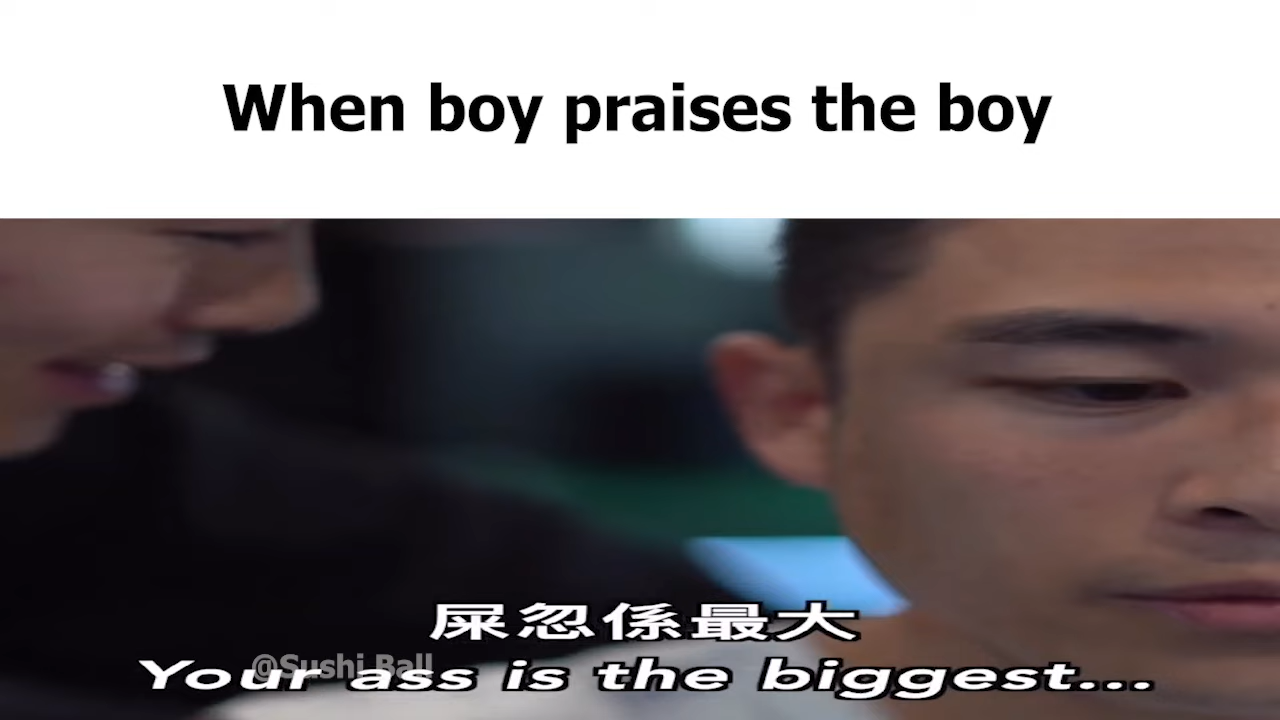 When boy praises the boy
屎忽係最大
@Sushi Ball
Your ass is the biggest...